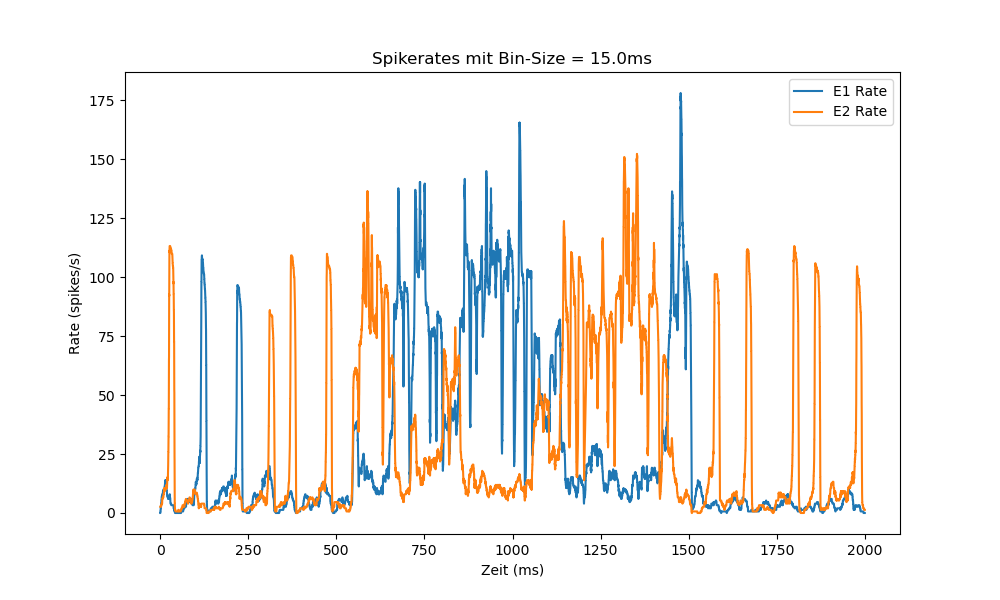 Spikerates mit Bin-Size = 15.0ms
E1 Rate
E2 Rate
175
150
125
100
75
50
25
0
Rate (spikes/s)
0 250 500 750 1000 1250 1500 1750 2000
Zeit (ms)